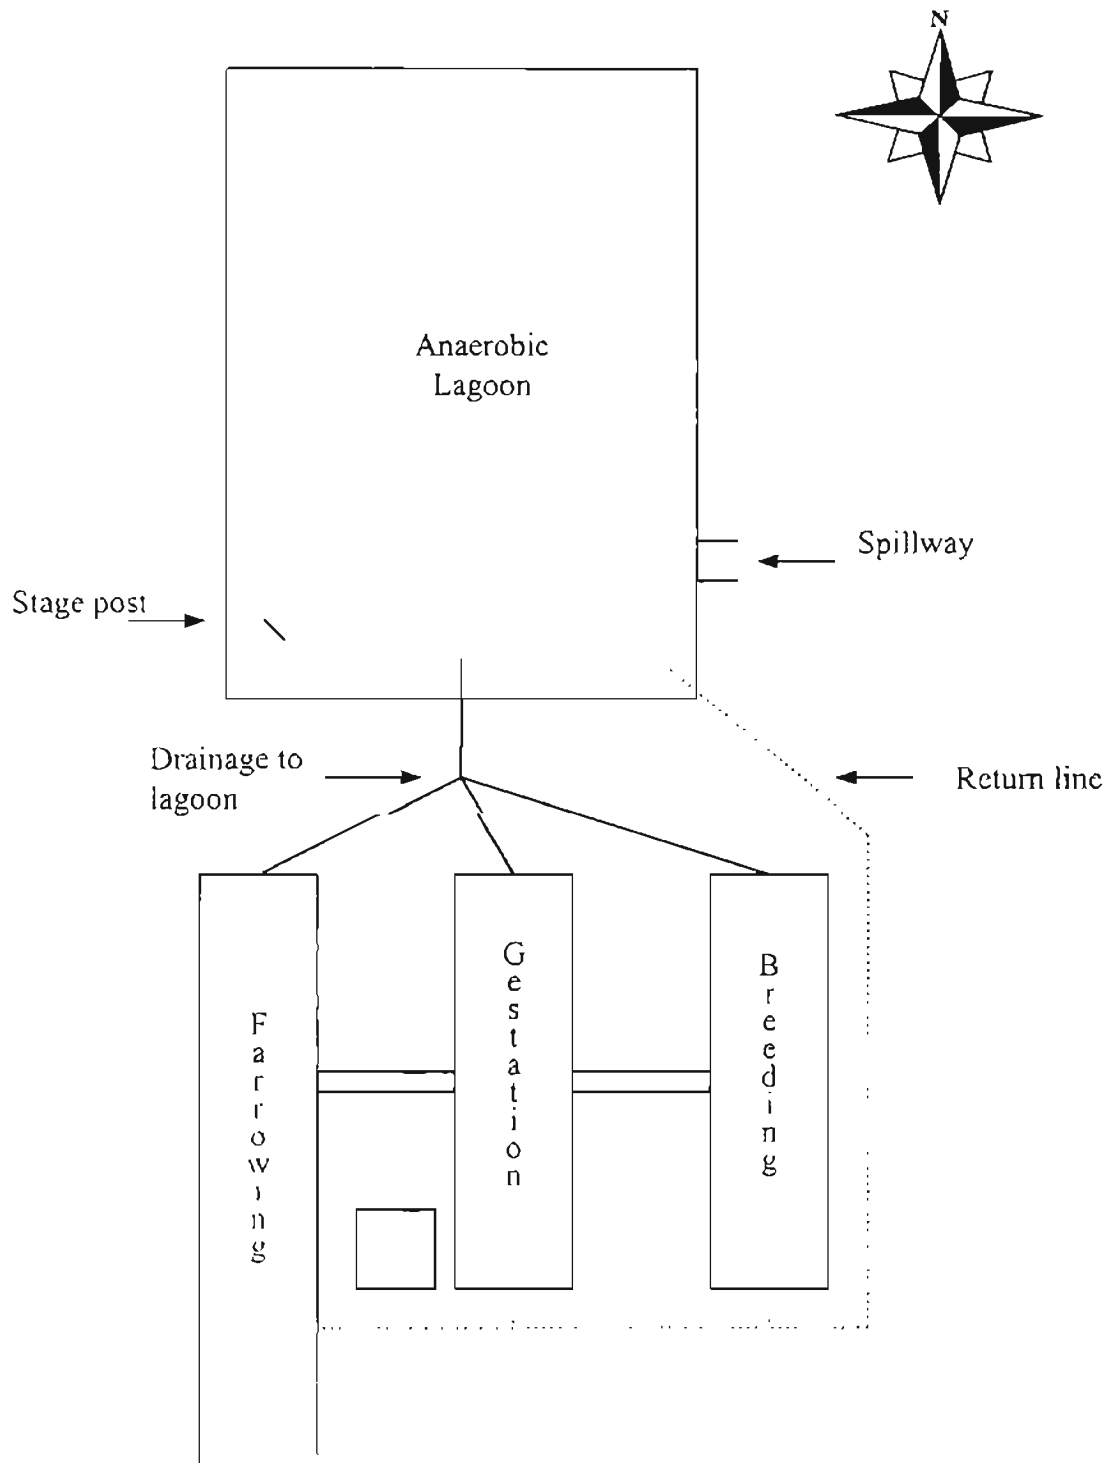 N
Anaerobic
Lagoon
Spillway
Stage post
Drainage to
lagoon
Return line
Farrowing
Gestation
Breeding